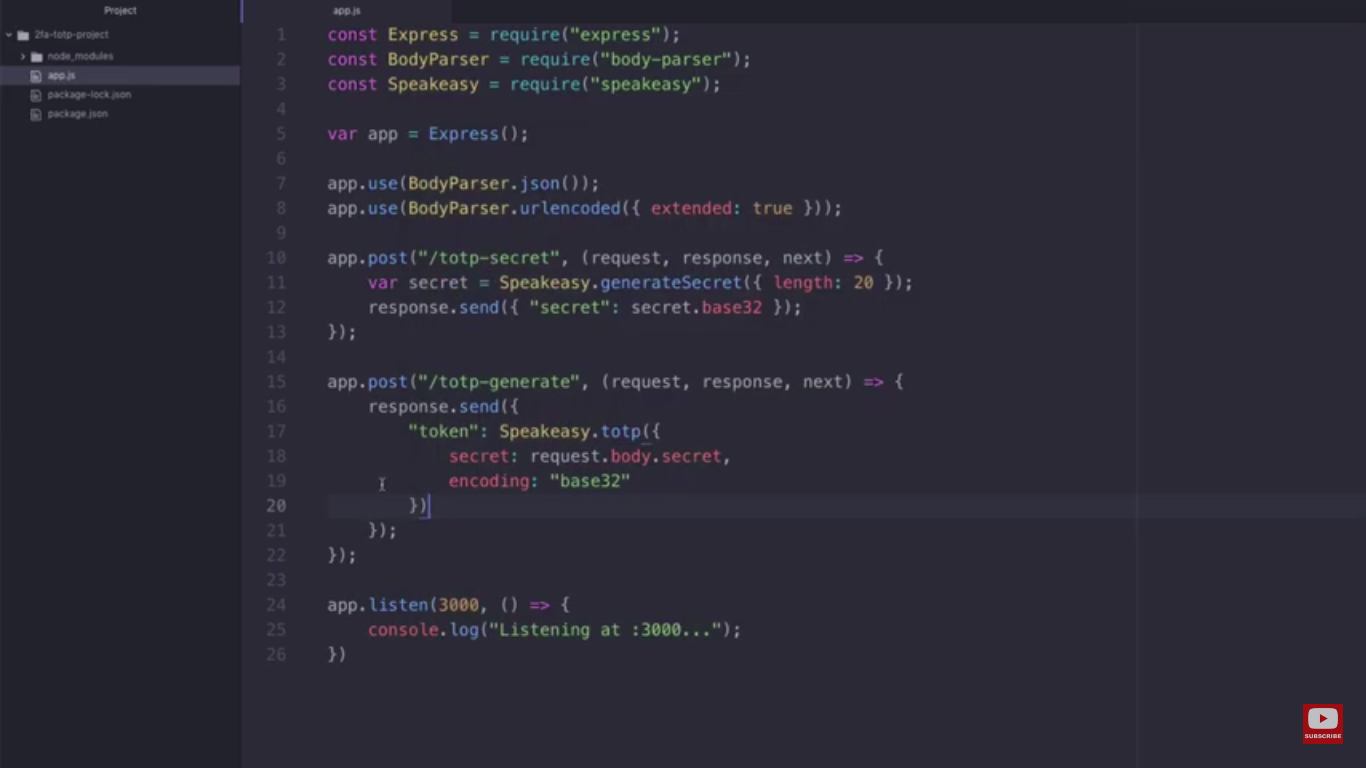 Project
2fa-totp-project
node_modules
app.js
package-lock.json
package.json
app.js
1 const Express = require("express");
2 const BodyParser = require("body-parser");
3 const Speakeasy = require("speakeasy");
4
5 var app = Express();
6
7 app.use(BodyParser.json());
8 app.use(BodyParser.urlencoded({ extended: true }));
9
10 app.post("/totp-secret", (request, response, next) => {
11     var secret = Speakeasy.generateSecret({ length: 20 });
12     response.send({ "secret": secret.base32 });
13 });
14
15 app.post("/totp-generate", (request, response, next) => {
16     response.send({
17         "token": Speakeasy.totp({
18             secret: request.body.secret,
19             encoding: "base32"
20         })
21     });
22 });
23
24 app.listen(3000, () => {
25     console.log("Listening at :3000...");
26 })
SUBSCRIBE